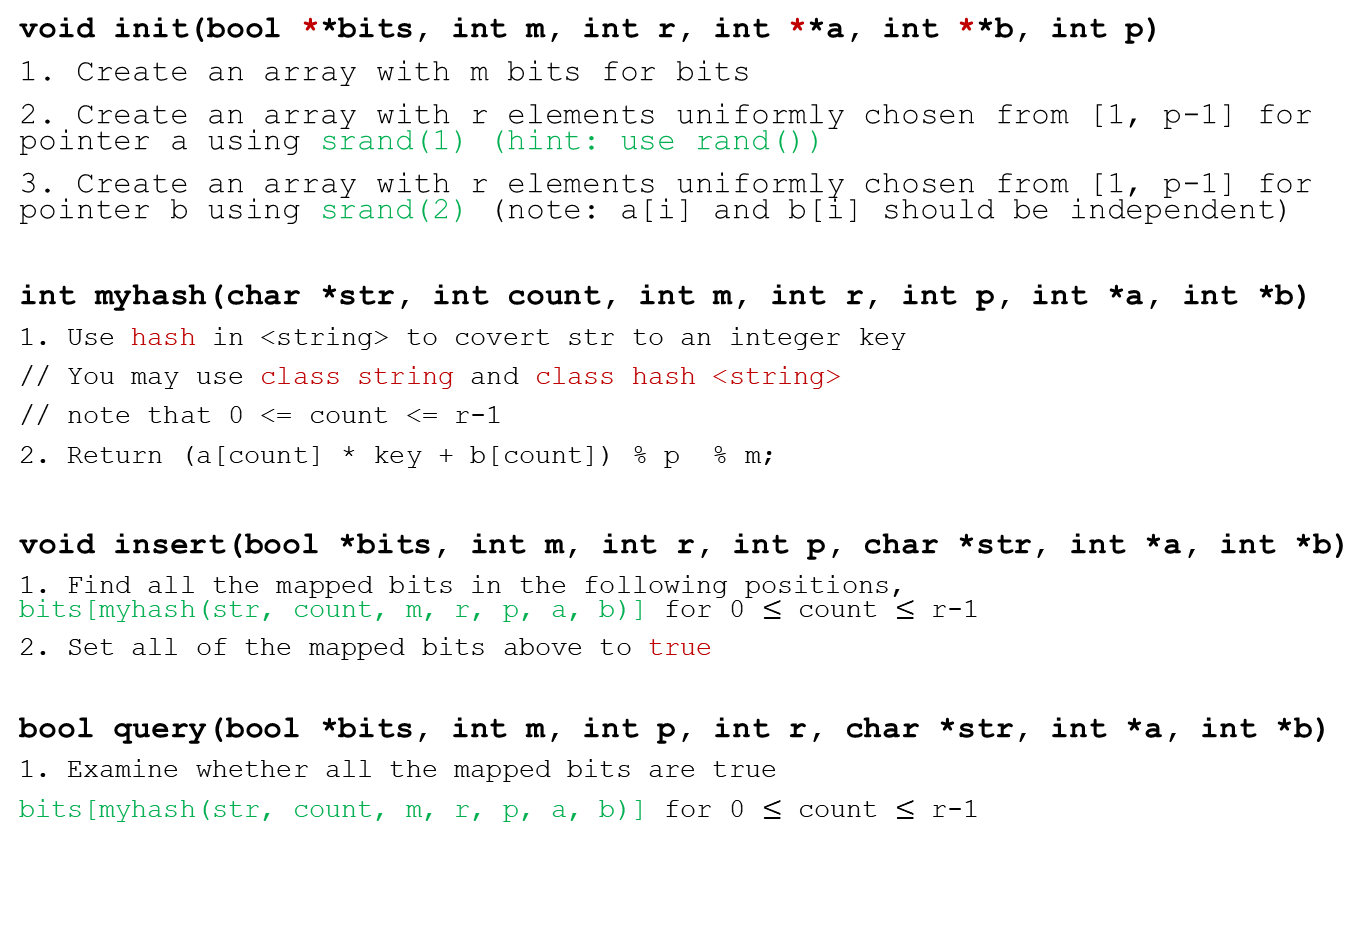 void init(bool **bits, int m, int r, int **a, int **b, int p)
1. Create an array with m bits for bits
2. Create an array with r elements uniformly chosen from [1, p-1] for
pointer a using srand(1) (hint: use rand())
3. Create an array with r elements uniformly chosen from [1, p-1] for
pointer b using srand(2) (note: a[i] and b[i] should be independent)
int myhash(char *str, int count, int m, int r, int p, int *a, int *b)
1. Use hash in <string> to covert str to an integer key
// You may use class string and class hash <string>
// note that 0 <= count <= r-1
2. Return (a[count] * key + b[count]) % p  % m;
void insert(bool *bits, int m, int r, int p, char *str, int *a, int *b)
1. Find all the mapped bits in the following positions,
bits[myhash(str, count, m, r, p, a, b)] for 0 ≤ count ≤ r-1
2. Set all of the mapped bits above to true
bool query(bool *bits, int m, int p, int r, char *str, int *a, int *b)
1. Examine whether all the mapped bits are true
bits[myhash(str, count, m, r, p, a, b)] for 0 ≤ count ≤ r-1